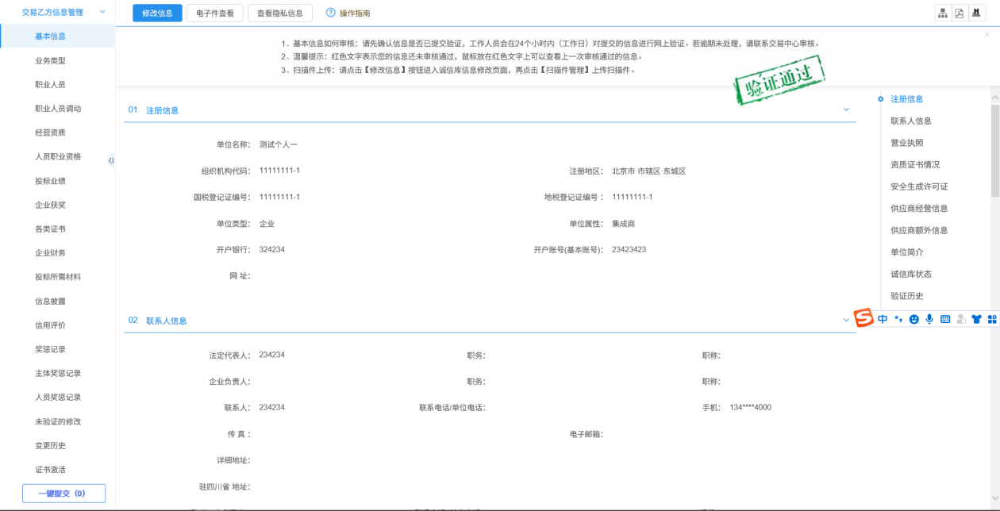 交易乙方信息管理
基本信息
业务类型
职业人员
职业人员调动
经营资质
人员职业资格
投标业绩
企业获奖
各类证书
企业财务
投标所需材料
信息披露
信用评价
奖惩记录
主体奖惩记录
人员奖惩记录
未验证的修改
变更历史
证书激活
一键提交（0）
修改信息 电子件查看 查看隐私信息 操作指南
1、基本信息如何审核：请先确认信息是否已提交验证，工作人员会在24个小时内（工作日）对提交的信息进行网上验证。若逾期未处理，请联系交易中心审核。
2、温馨提示：红色文字表示您的信息还未审核通过，鼠标放在红色文字上可以查看上一次审核通过的信息。
3、扫描件上传：请点击【修改信息】按钮进入诚信库信息修改页面，再点击【扫描件管理】上传扫描件。
验证通过
01 注册信息
单位名称： 测试个人一
组织机构代码： 11111111-1 注册地区： 北京市·市辖区·东城区
国税登记证编号： 11111111-1 地税登记证编号： 11111111-1
单位类型： 企业 单位属性： 集成商
开户银行： 324234 开户账号(基本账号)： 23423423
网 址：
02 联系人信息
法定代表人： 234234 职务： 职称：
企业负责人： 职务： 职称：
联系人： 234234 联系电话/单位电话： 手机： 134****4000
传 真： 电子邮箱：
详细地址：
驻四川省 地址：
注册信息
联系人信息
营业执照
资质证书情况
安全生成许可证
供应商经营信息
供应商额外信息
单位简介
诚信库状态
验证历史
S 中